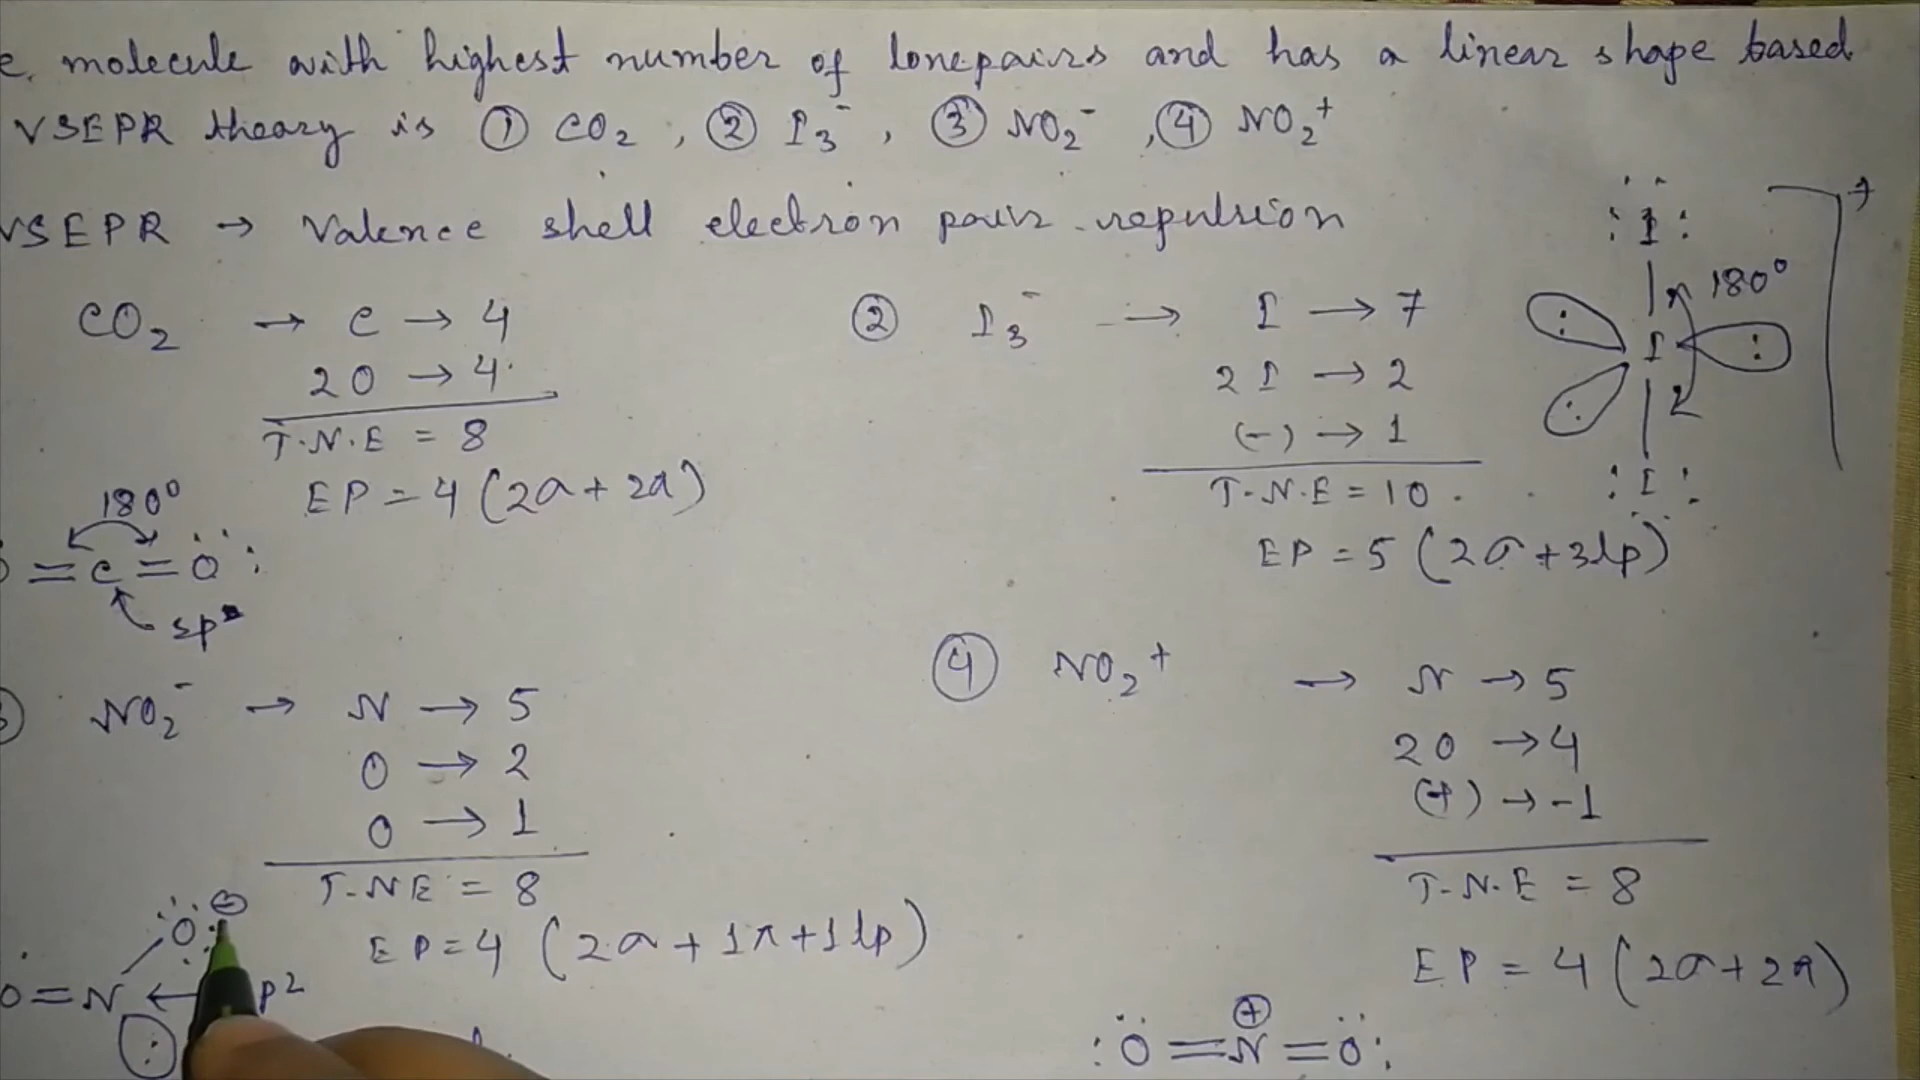 e. molecule with highest number of lonepairs and has a linear shape based
VSEPR theory is ① CO₂, ② I₃⁻, ③ NO₂⁻, ④ NO₂⁺
VSEPR → Valence shell electron pair repulsion
CO₂ → C → 4
2O → 4
T.N.E = 8
EP = 4 (2σ + 2π)
180°
=C=Ö:
sp
② I₃⁻ → I → 7
2I → 2
(-) → 1
T.N.E = 10
EP = 5 (2σ + 3lp)
:I:
180°
I
:I:
NO₂⁻ → N → 5
O → 2
O → 1
T.N.E = 8
EP = 4 (2σ + 1π + 1lp)
O ⊖
O=N ← p²
④ NO₂⁺ → N → 5
2O → 4
(+) → -1
T.N.E = 8
EP = 4 (2σ + 2π)
⊕
:Ö=N=Ö: